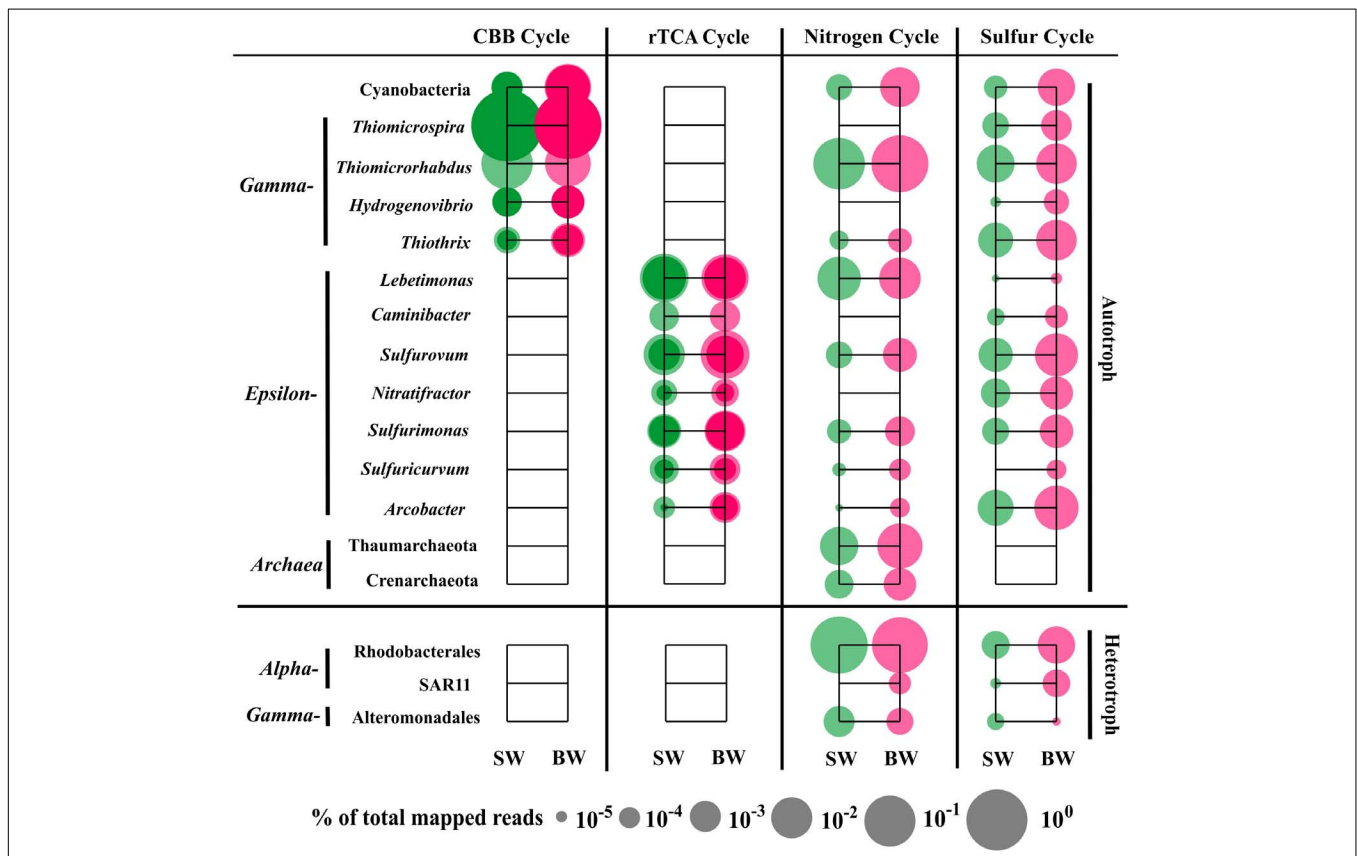 CBB Cycle rTCA Cycle Nitrogen Cycle Sulfur Cycle
Cyanobacteria
Thiomicrospira
Thiomicrorhabdus
Gamma-
Hydrogenovibrio
Thiothrix
Lebetimonas
Caminibacter
Sulfurovum
Nitratifractor
Epsilon-
Sulfurimonas
Sulfuricurvum
Arcobacter
Thaumarchaeota
Archaea
Crenarchaeota
Autotroph
Rhodobacterales
Alpha-
SAR11
Gamma- Alteromonadales
Heterotroph
SW BW SW BW SW BW SW BW
% of total mapped reads 10⁻⁵ 10⁻⁴ 10⁻³ 10⁻² 10⁻¹ 10⁰